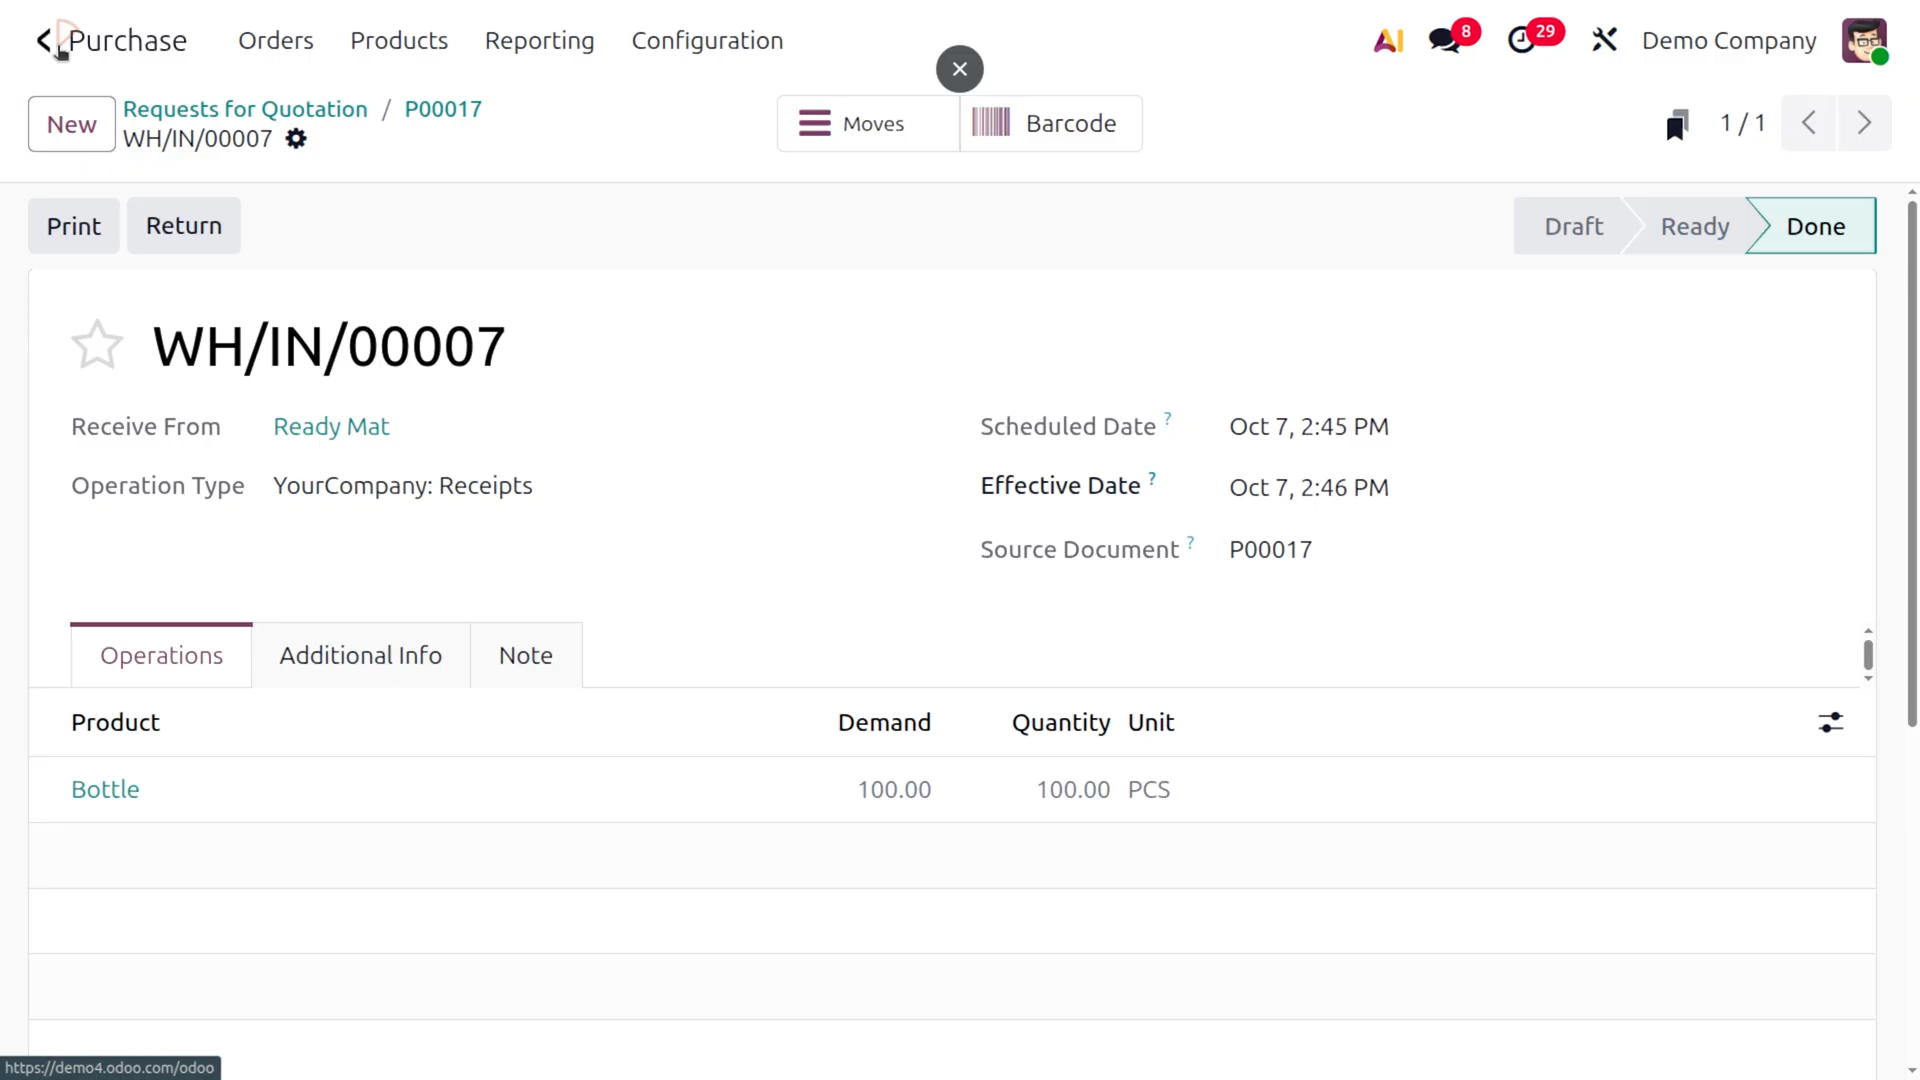 Purchase Orders Products Reporting Configuration AI 8 29 Demo Company
New Requests for Quotation / P00017 Moves Barcode 1 / 1
WH/IN/00007
Print Return Draft Ready Done
WH/IN/00007
Receive From Ready Mat Scheduled Date ? Oct 7, 2:45 PM
Operation Type YourCompany: Receipts Effective Date ? Oct 7, 2:46 PM
Source Document ? P00017
Operations Additional Info Note
Product Demand Quantity Unit
Bottle 100.00 100.00 PCS
https://demo4.odoo.com/odoo